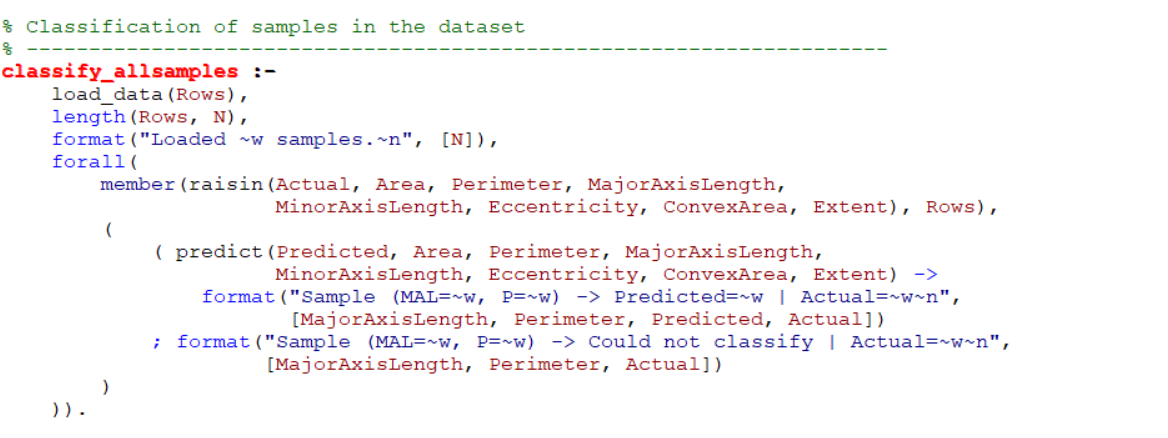 % Classification of samples in the dataset
% ---------------------------------------------------------------------
classify_allsamples :-
    load_data(Rows),
    length(Rows, N),
    format("Loaded ~w samples.~n", [N]),
    forall(
        member(raisin(Actual, Area, Perimeter, MajorAxisLength,
                      MinorAxisLength, Eccentricity, ConvexArea, Extent), Rows),
        (
            ( predict(Predicted, Area, Perimeter, MajorAxisLength,
                      MinorAxisLength, Eccentricity, ConvexArea, Extent) ->
                format("Sample (MAL=~w, P=~w) -> Predicted=~w | Actual=~w~n",
                       [MajorAxisLength, Perimeter, Predicted, Actual])
            ; format("Sample (MAL=~w, P=~w) -> Could not classify | Actual=~w~n",
                     [MajorAxisLength, Perimeter, Actual])
        )
    )).